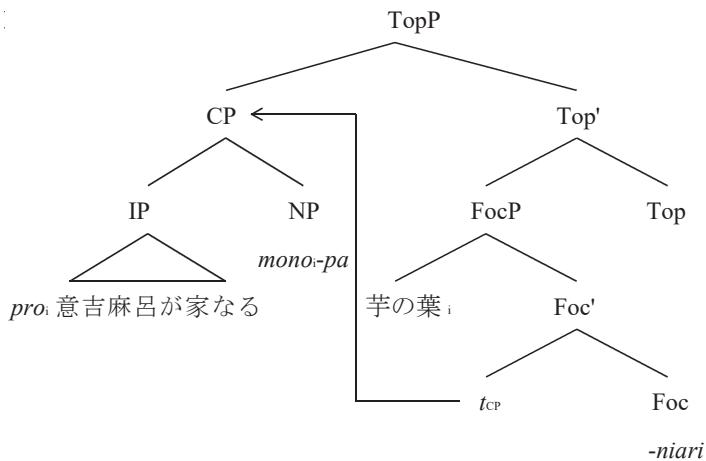 TopP
CP Top'
IP NP FocP Top
monoi-pa
proi 意吉麻呂が家なる 芋の葉 i Foc'
tCP Foc
-niari